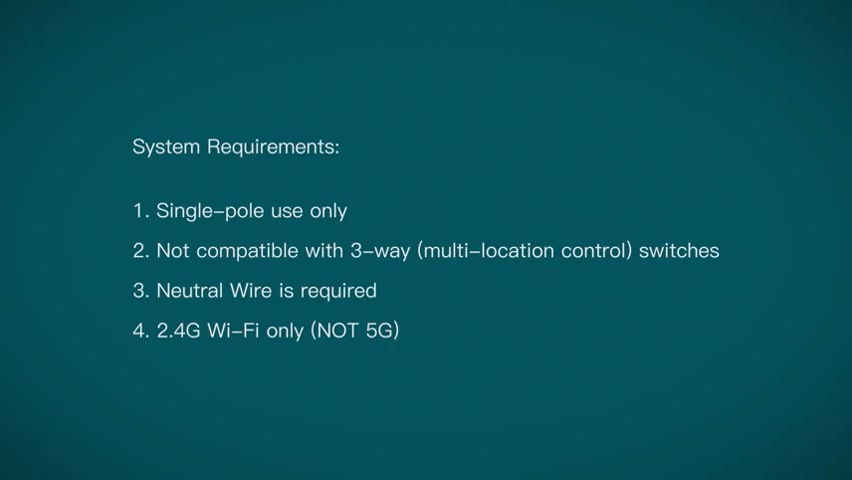 System Requirements:
1. Single-pole use only
2. Not compatible with 3-way (multi-location control) switches
3. Neutral Wire is required
4. 2.4G Wi-Fi only (NOT 5G)